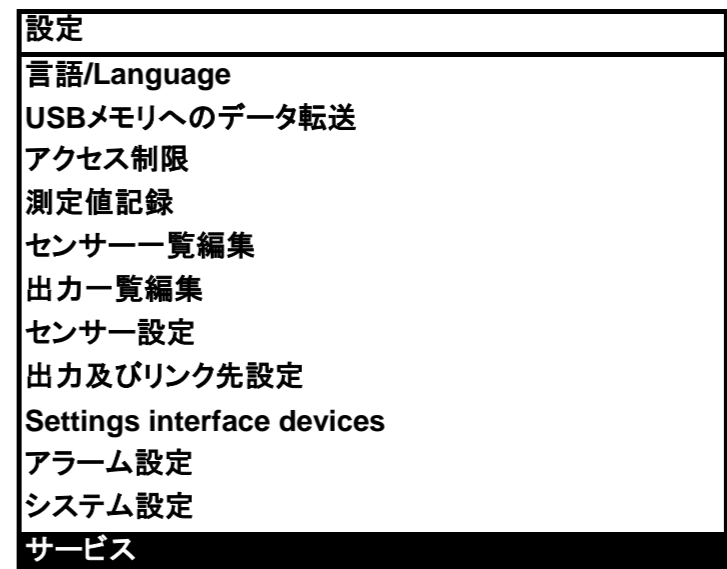 設定
言語/Language
USBメモリへのデータ転送
アクセス制限
測定値記録
センサー一覧編集
出力一覧編集
センサー設定
出力及びリンク先設定
Settings interface devices
アラーム設定
システム設定
サービス